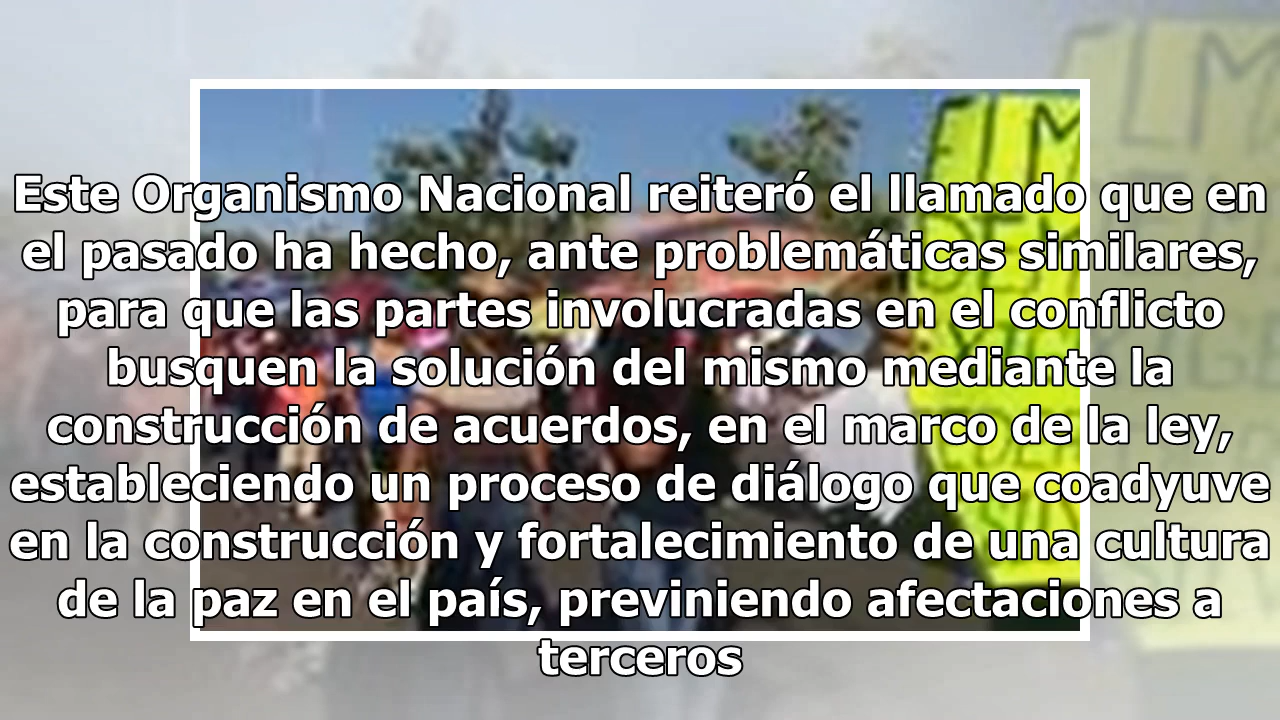 Este Organismo Nacional reiteró el llamado que en
el pasado ha hecho, ante problemáticas similares,
para que las partes involucradas en el conflicto
busquen la solución del mismo mediante la
construcción de acuerdos, en el marco de la ley,
estableciendo un proceso de diálogo que coadyuve
en la construcción y fortalecimiento de una cultura
de la paz en el país, previniendo afectaciones a
terceros